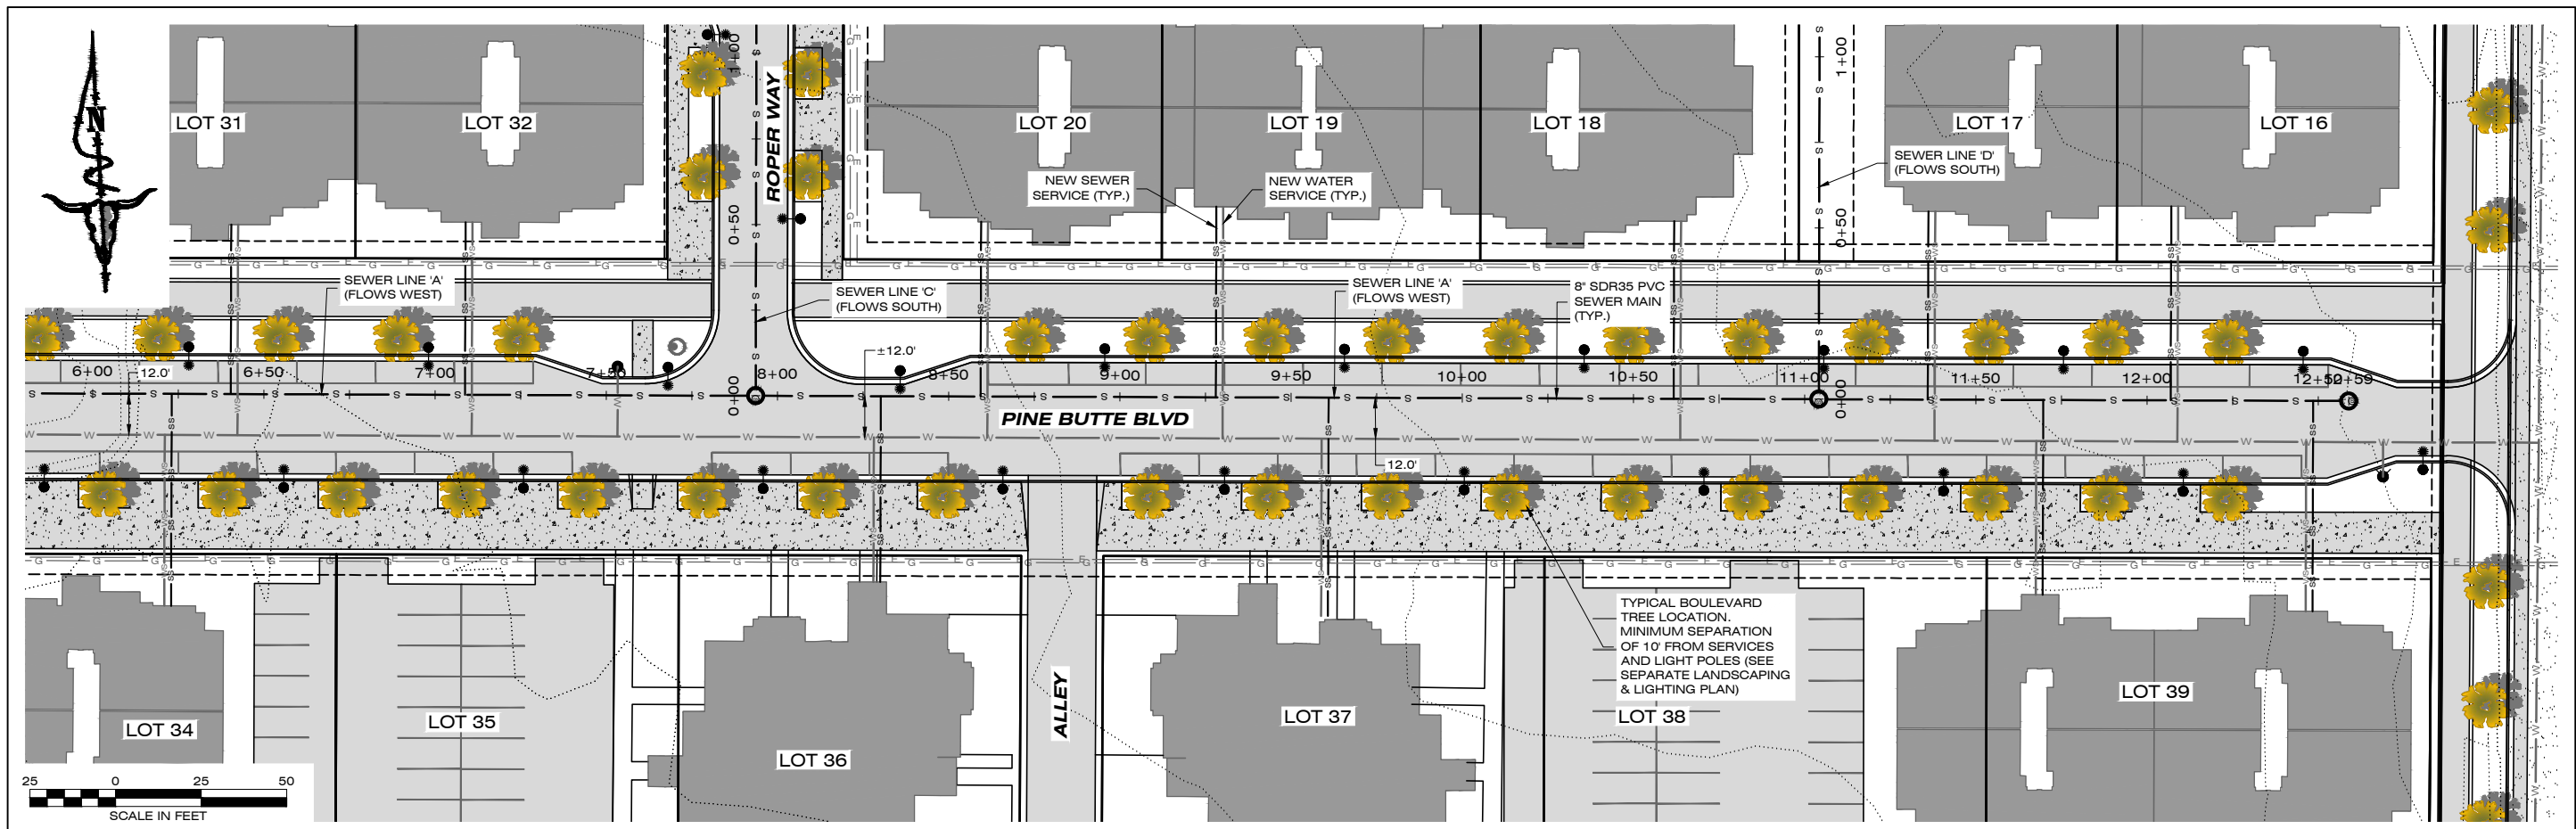 N
LOT 31
LOT 32
1+00
ROPER WAY
0+50
0+00
LOT 20
LOT 19
LOT 18
NEW SEWER
SERVICE (TYP.)
NEW WATER
SERVICE (TYP.)
1+00
0+50
0+00
SEWER LINE 'D'
(FLOWS SOUTH)
LOT 17
LOT 16
SEWER LINE 'A'
(FLOWS WEST)
SEWER LINE 'C'
(FLOWS SOUTH)
SEWER LINE 'A'
(FLOWS WEST)
8" SDR35 PVC
SEWER MAIN
(TYP.)
±12.0'
6+00
12.0'
6+50
7+00
7+50
8+00
8+50
9+00
9+50
10+00
10+50
11+00
11+50
12+00
12+50
12+59
PINE BUTTE BLVD
12.0'
TYPICAL BOULEVARD
TREE LOCATION.
MINIMUM SEPARATION
OF 10' FROM SERVICES
AND LIGHT POLES (SEE
SEPARATE LANDSCAPING
& LIGHTING PLAN)
LOT 34
LOT 35
LOT 36
ALLEY
LOT 37
LOT 38
LOT 39
25 0 25 50
SCALE IN FEET